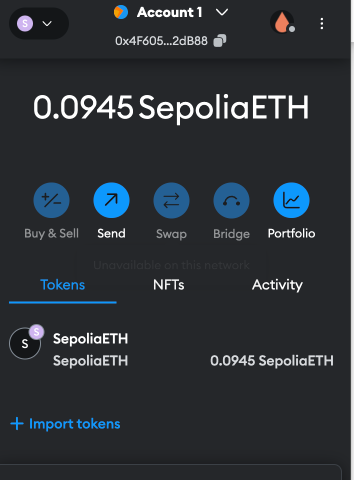 S
Account 1
0x4F605...2dB88
0.0945 SepoliaETH
Buy & Sell Send Swap Bridge Portfolio
Unavailable on this network
Tokens NFTs Activity
S
S
SepoliaETH
SepoliaETH 0.0945 SepoliaETH
+ Import tokens